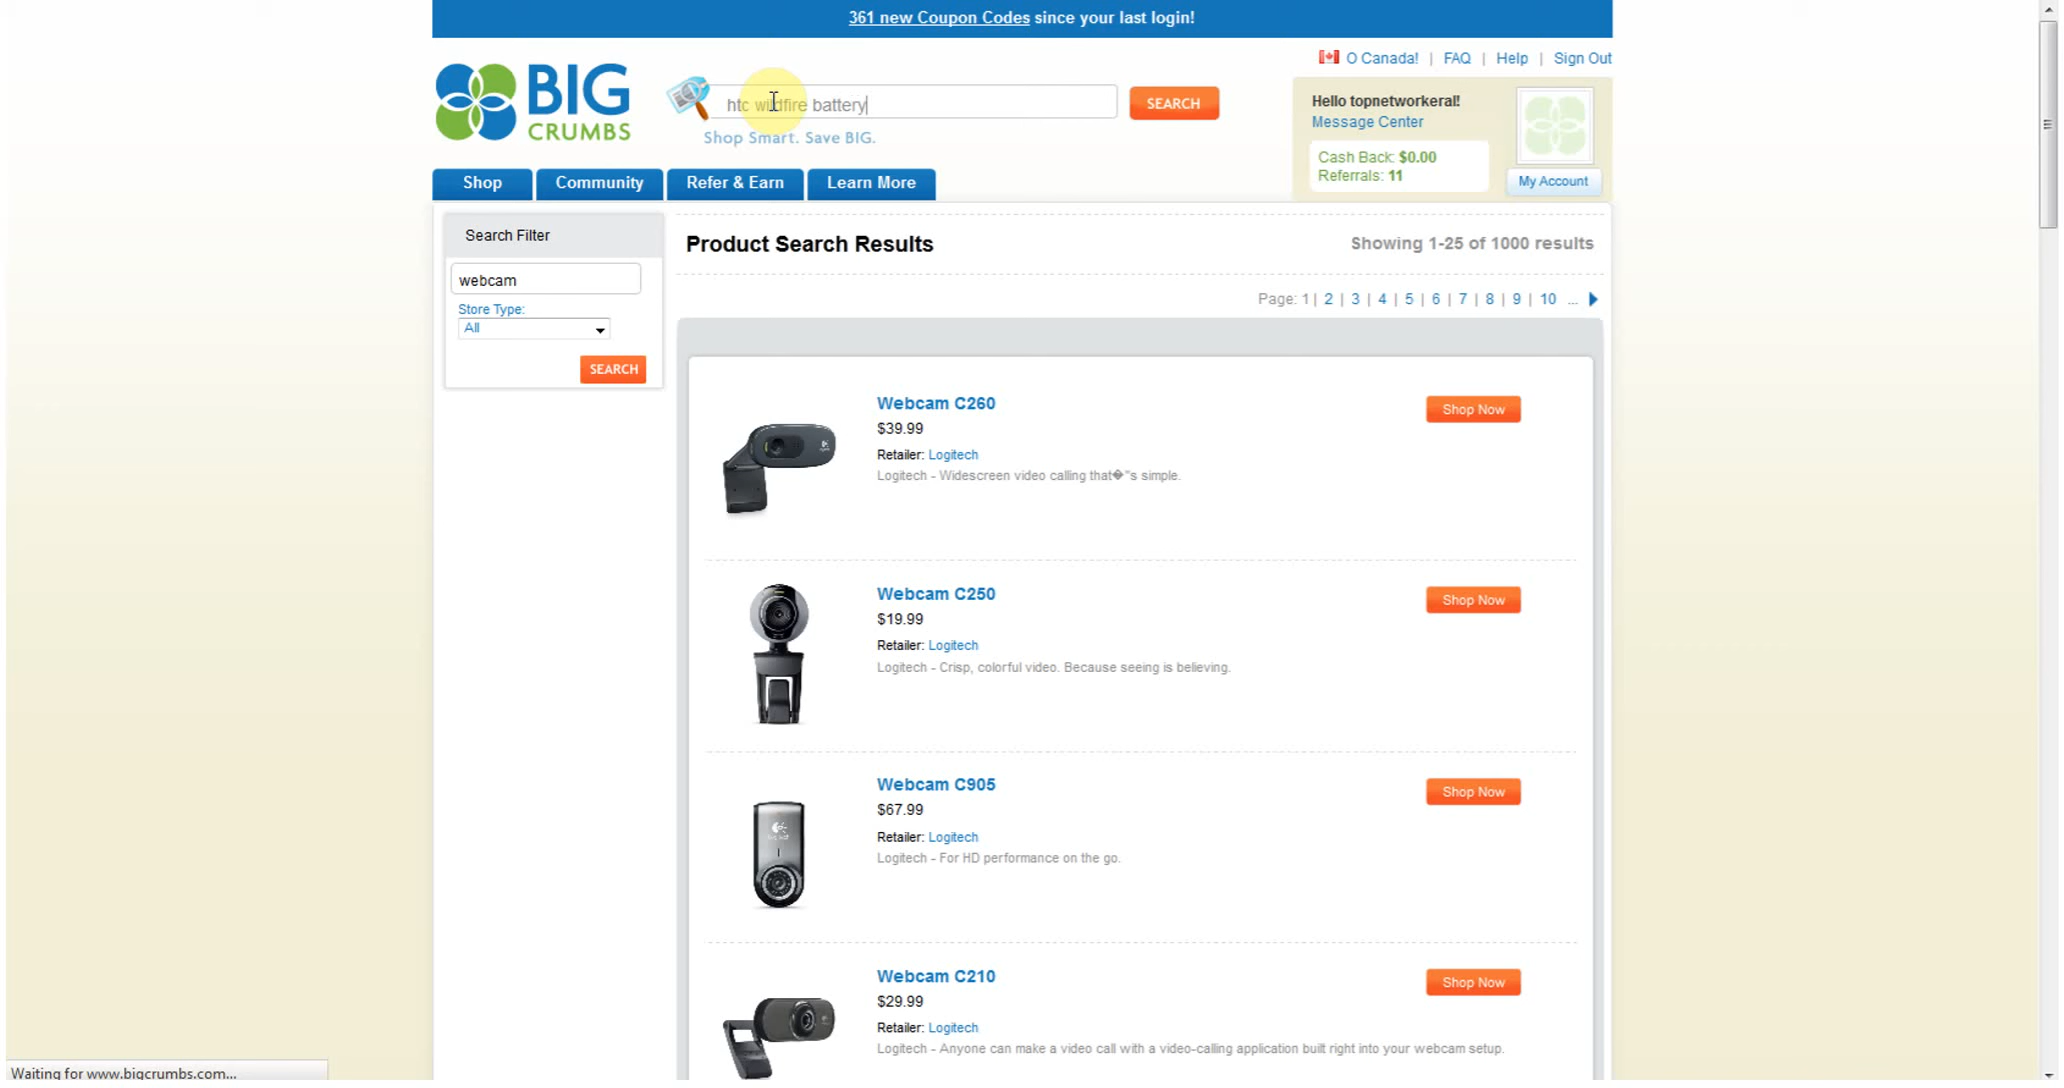 361 new Coupon Codes since your last login!
O Canada! | FAQ | Help | Sign Out
BIG
CRUMBS
htc wildfire battery
SEARCH
Shop Smart. Save BIG.
Hello topnetworkeral!
Message Center
Cash Back: $0.00
Referrals: 11
My Account
Shop
Community
Refer & Earn
Learn More
Search Filter
webcam
Store Type:
All
SEARCH
Product Search Results
Showing 1-25 of 1000 results
Page: 1 | 2 | 3 | 4 | 5 | 6 | 7 | 8 | 9 | 10 ...
Webcam C260
$39.99
Retailer: Logitech
Logitech - Widescreen video calling that�"s simple.
Shop Now
Webcam C250
$19.99
Retailer: Logitech
Logitech - Crisp, colorful video. Because seeing is believing.
Shop Now
Webcam C905
$67.99
Retailer: Logitech
Logitech - For HD performance on the go.
Shop Now
Webcam C210
$29.99
Retailer: Logitech
Logitech - Anyone can make a video call with a video-calling application built right into your webcam setup.
Shop Now
Waiting for www.bigcrumbs.com...